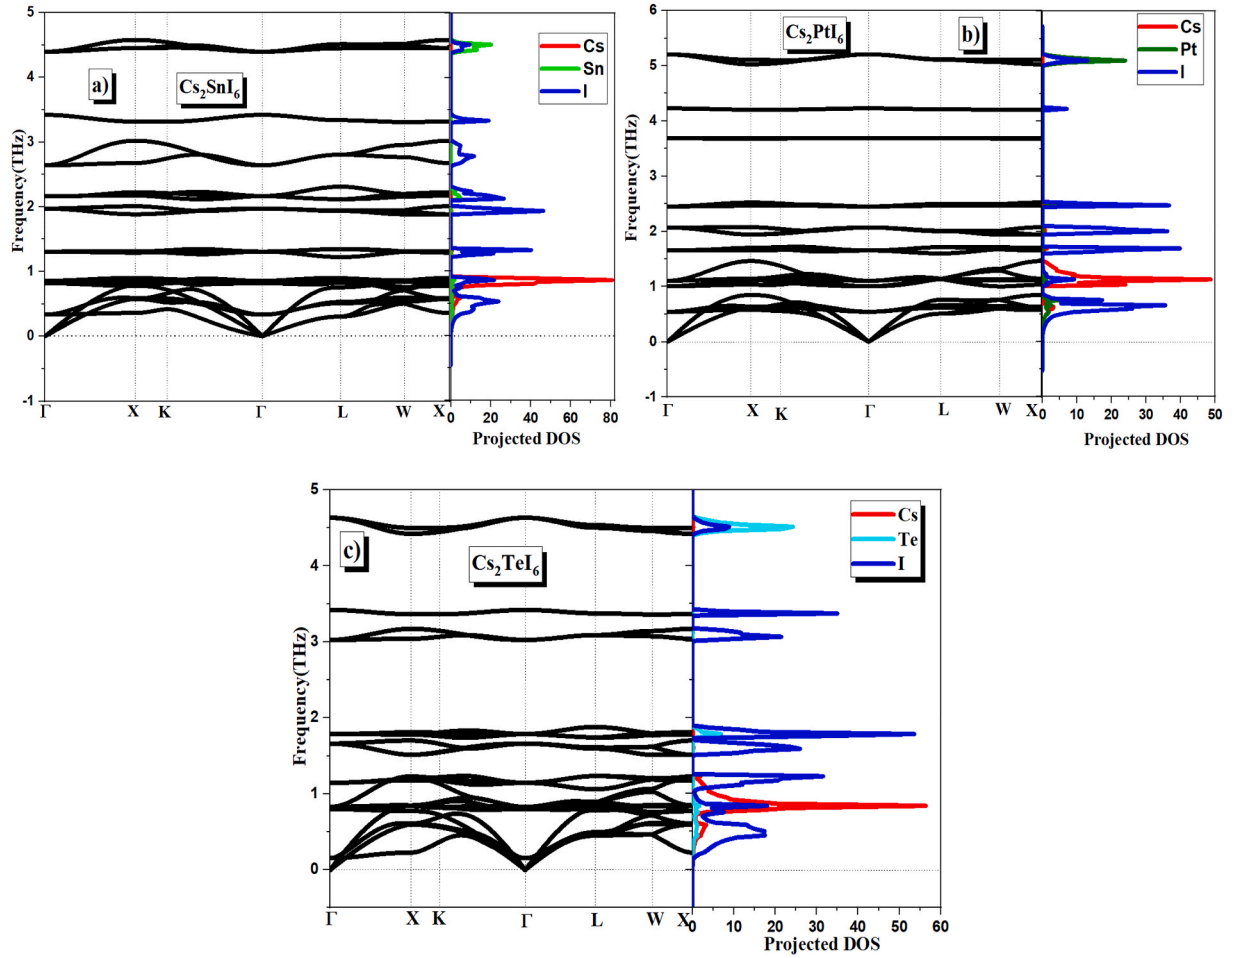 a)
Cs2SnI6
Cs
Sn
I
Frequency(THz)
5
4
3
2
1
0
-1
Γ X K Γ L W X
0 20 40 60 80
Projected DOS
b)
Cs2PtI6
Cs
Pt
I
Frequency(THz)
6
5
4
3
2
1
0
-1
Γ X K Γ L W X
0 10 20 30 40 50
Projected DOS
c)
Cs2TeI6
Cs
Te
I
Frequency(THz)
5
4
3
2
1
0
Γ X K Γ L W X
0 10 20 30 40 50 60
Projected DOS